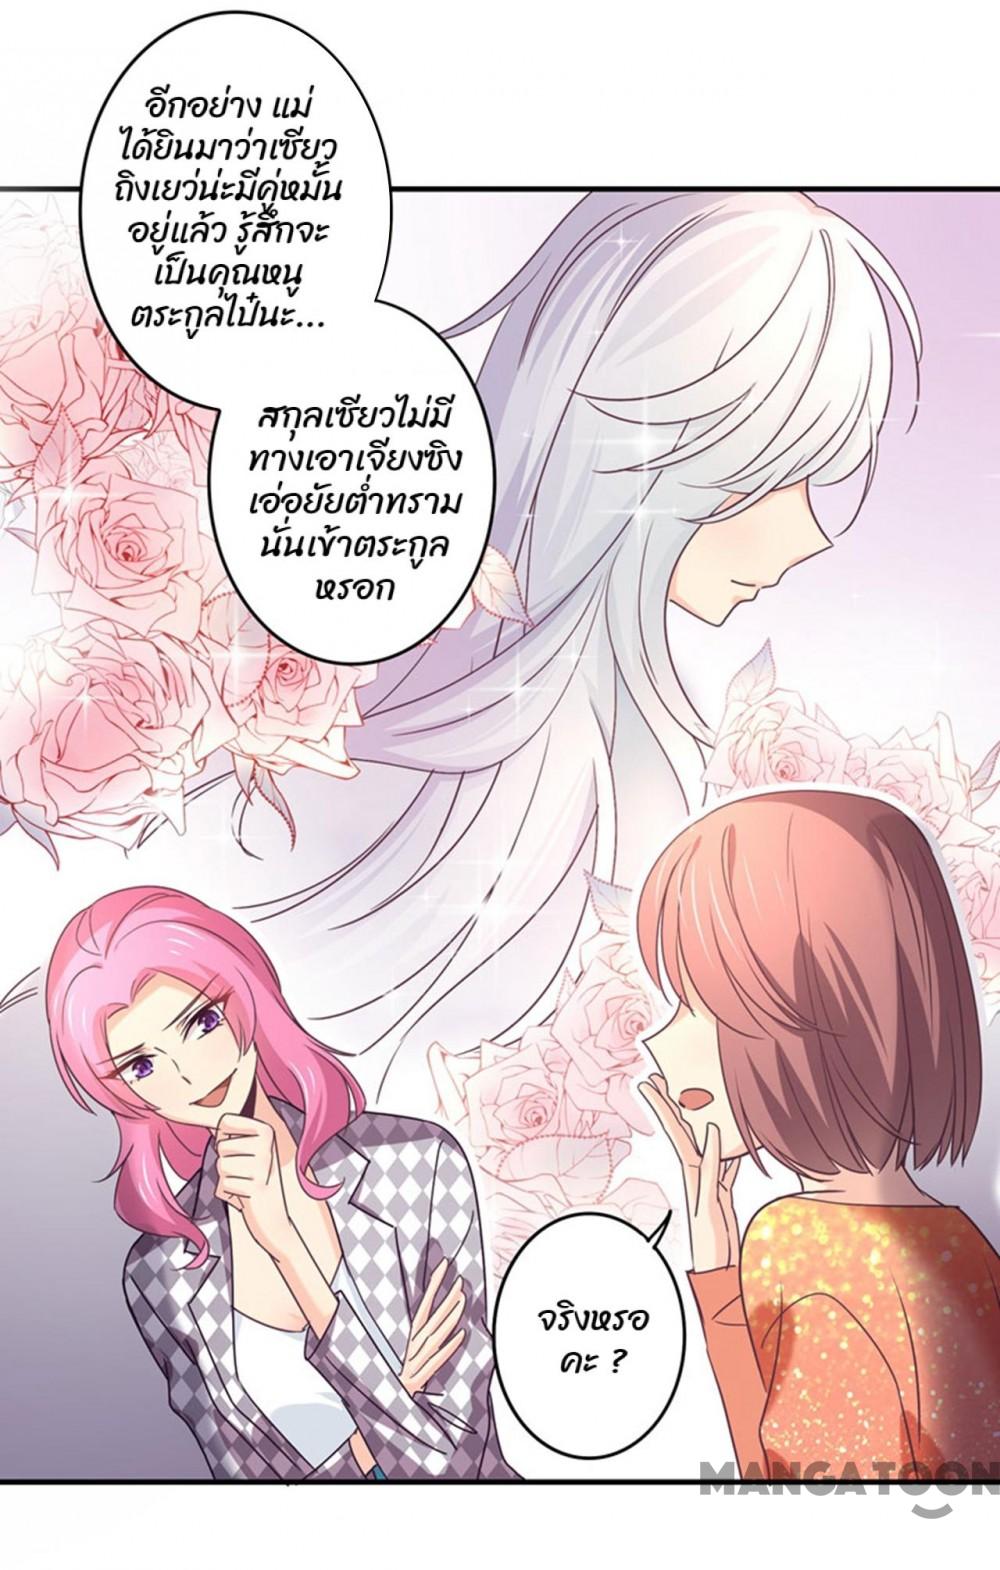 อีกอย่าง แม่
ได้ยินมาว่าเซียว
ถิงเยว่น่ะมีคู่หมั้น
อยู่แล้ว รู้สึกจะ
เป็นคุณหนู
ตระกูลไป๋นะ...
สกุลเซียวไม่มี
ทางเอาเจียงซิง
เอ่อยัยต่ำทราม
นั่นเข้าตระกูล
หรอก
จริงหรอ
คะ ?
MANGATOON